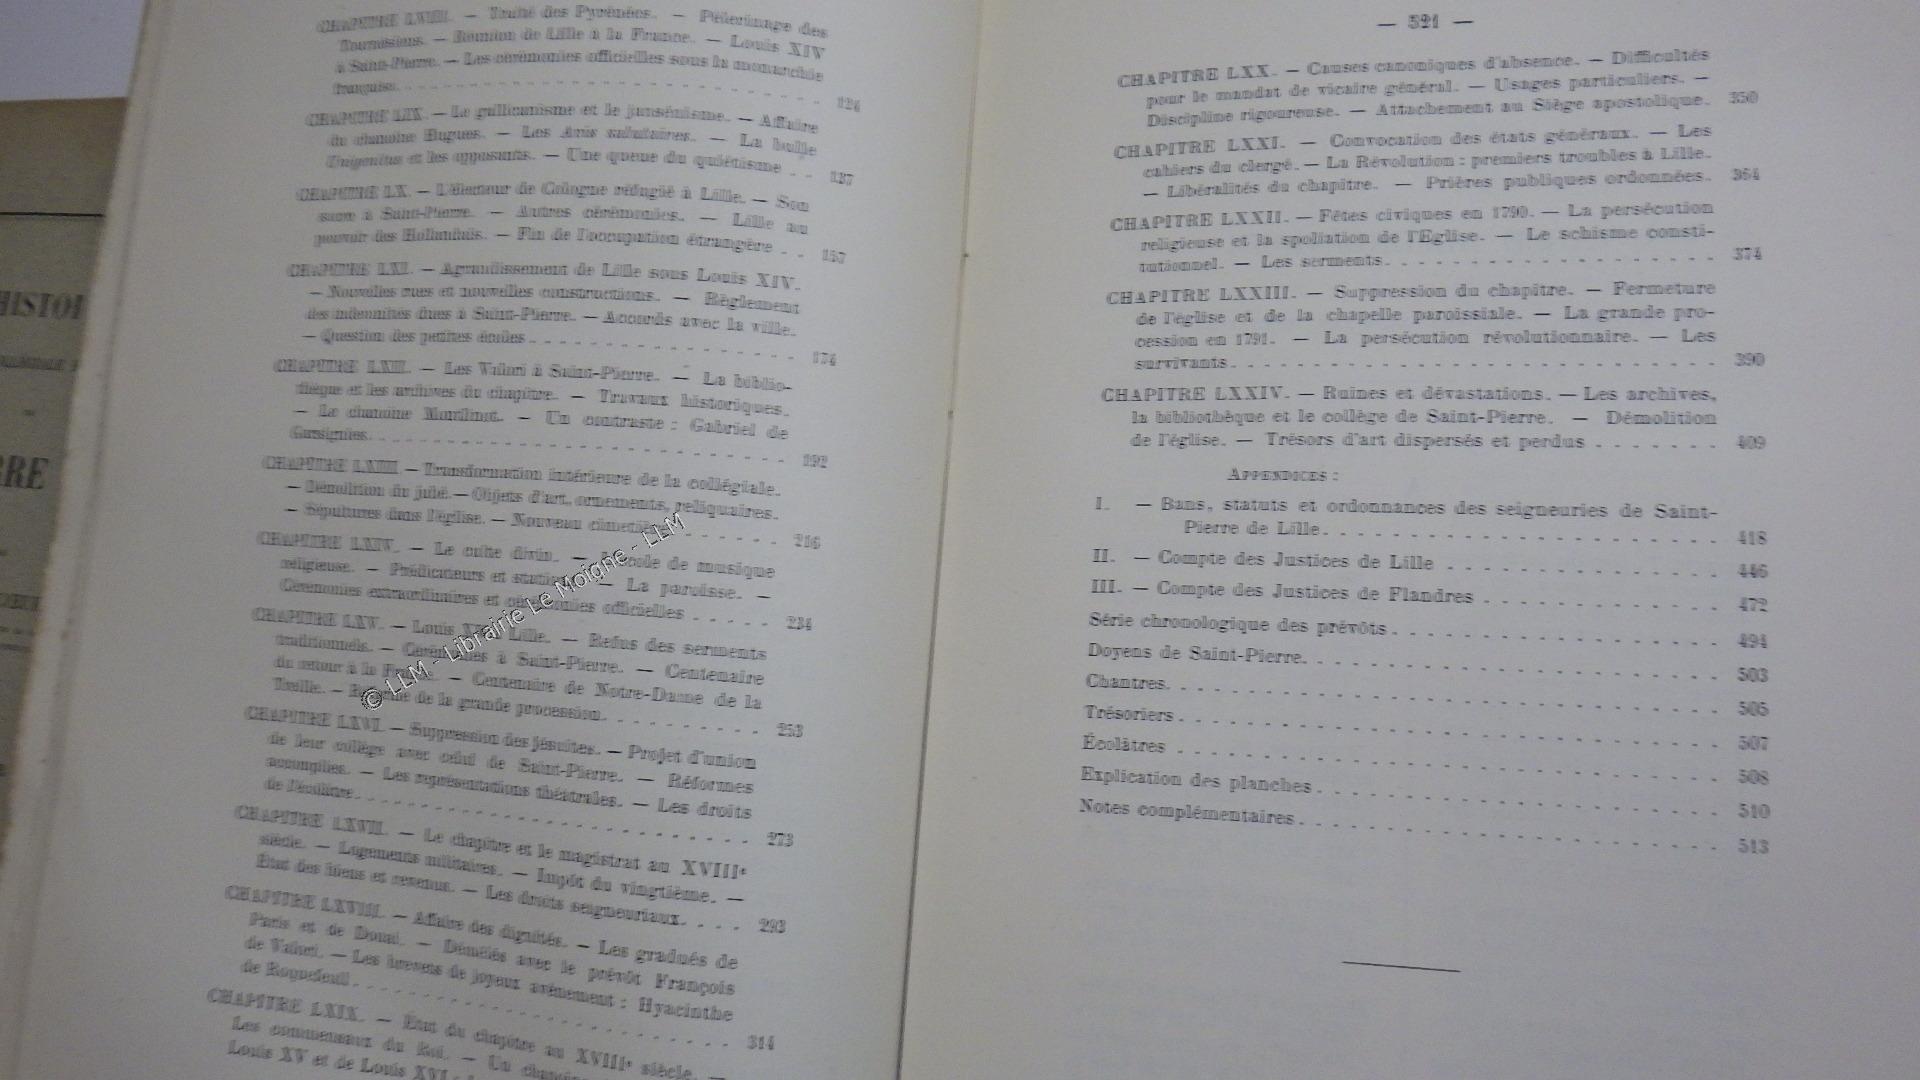 HISTOI
RRE
CHAPITRE LVIII. — Traité des Pyrénées. — Pèlerinage des
Tournaisiens. — Réunion de Lille à la France. — Louis XIV
à Saint-Pierre. — Les cérémonies officielles sous la monarchie
française. 124
CHAPITRE LIX. — Le gallicanisme et le jansénisme. — Affaire
du chanoine Hugues. — Les Avis salutaires. — La bulle
Unigenitus et les opposants. — Une queue du quiétisme . . 137
CHAPITRE LX. — L'électeur de Cologne réfugié à Lille. — Son
sacre à Saint-Pierre. — Autres cérémonies. — Lille au
pouvoir des Hollandais. — Fin de l'occupation étrangère . . 157
CHAPITRE LXI. — Agrandissement de Lille sous Louis XIV.
— Nouvelles rues et nouvelles constructions. — Règlement
des indemnités dues à Saint-Pierre. — Accords avec la ville.
— Question des petites écoles 174
CHAPITRE LXII. — Les Valori à Saint-Pierre. — La biblio-
thèque et les archives du chapitre. — Travaux historiques.
— Le chanoine Montlinot. — Un contraste : Gabriel de
192
CHAPITRE LXIII. — Transformation intérieure de la collégiale.
— Démolition du jubé. — Objets d'art, ornements, reliquaires.
— Sépultures dans l'église. — Nouveau cimetière 216
CHAPITRE LXIV. — Le culte divin. — École de musique
religieuse. — Prédicateurs et stations. — La paroisse. —
Cérémonies extraordinaires et cérémonies officielles . . . . . 234
CHAPITRE LXV. — Louis XV à Lille. — Refus des serments
traditionnels. — Cérémonies à Saint-Pierre. — Centenaire
du retour à la France. — Centenaire de Notre-Dame de la
Treille. — Réforme de la grande procession. 253
CHAPITRE LXVI. — Suppression des jésuites. — Projet d'union
de leur collège avec celui de Saint-Pierre. — Réformes
accomplies. — Les représentations théâtrales. — Les droits
de l'écolâtre. 273
CHAPITRE LXVII. — Le chapitre et le magistrat au XVIIIe
siècle. — Logements militaires. — Impôt du vingtième. —
État des biens et revenus. — Les droits seigneuriaux. . . . 293
CHAPITRE LXVIII. — Affaire des dignités. — Les gradués de
Paris et de Douai. — Démêlés avec le prévôt François
de Valori. — Les brevets de joyeux avénement : Hyacinthe
de Roquefeuil 314
CHAPITRE LXIX. — État du chapitre au XVIIIe siècle. —
Les commensaux du Roi. — Un
Louis XV et de Louis XVI.
© LLM - Librairie Le Moigne - LLM
— 521 —
CHAPITRE LXX. — Causes canoniques d'absence. — Difficultés
pour le mandat de vicaire général. — Usages particuliers. —
Discipline rigoureuse. — Attachement au Siège apostolique. 350
CHAPITRE LXXI. — Convocation des états généraux. — Les
cahiers du clergé. — La Révolution : premiers troubles à Lille.
— Libéralités du chapitre. — Prières publiques ordonnées. 364
CHAPITRE LXXII. — Fêtes civiques en 1790. — La persécution
religieuse et la spoliation de l'Église. — Le schisme consti-
tutionnel. — Les serments. 374
CHAPITRE LXXIII. — Suppression du chapitre. — Fermeture
de l'église et de la chapelle paroissiale. — La grande pro-
cession en 1791. — La persécution révolutionnaire. — Les
survivants. 390
CHAPITRE LXXIV. — Ruines et dévastations. — Les archives,
la bibliothèque et le collège de Saint-Pierre. — Démolition
de l'église. — Trésors d'art dispersés et perdus 409
APPENDICES :
I. — Bans, statuts et ordonnances des seigneuries de Saint-
Pierre de Lille. 418
II. — Compte des Justices de Lille 446
III. — Compte des Justices de Flandres 472
Série chronologique des prévôts. 494
Doyens de Saint-Pierre. 503
Chantres. 505
Trésoriers 507
Écolâtres 508
Explication des planches. 510
Notes complémentaires. 513